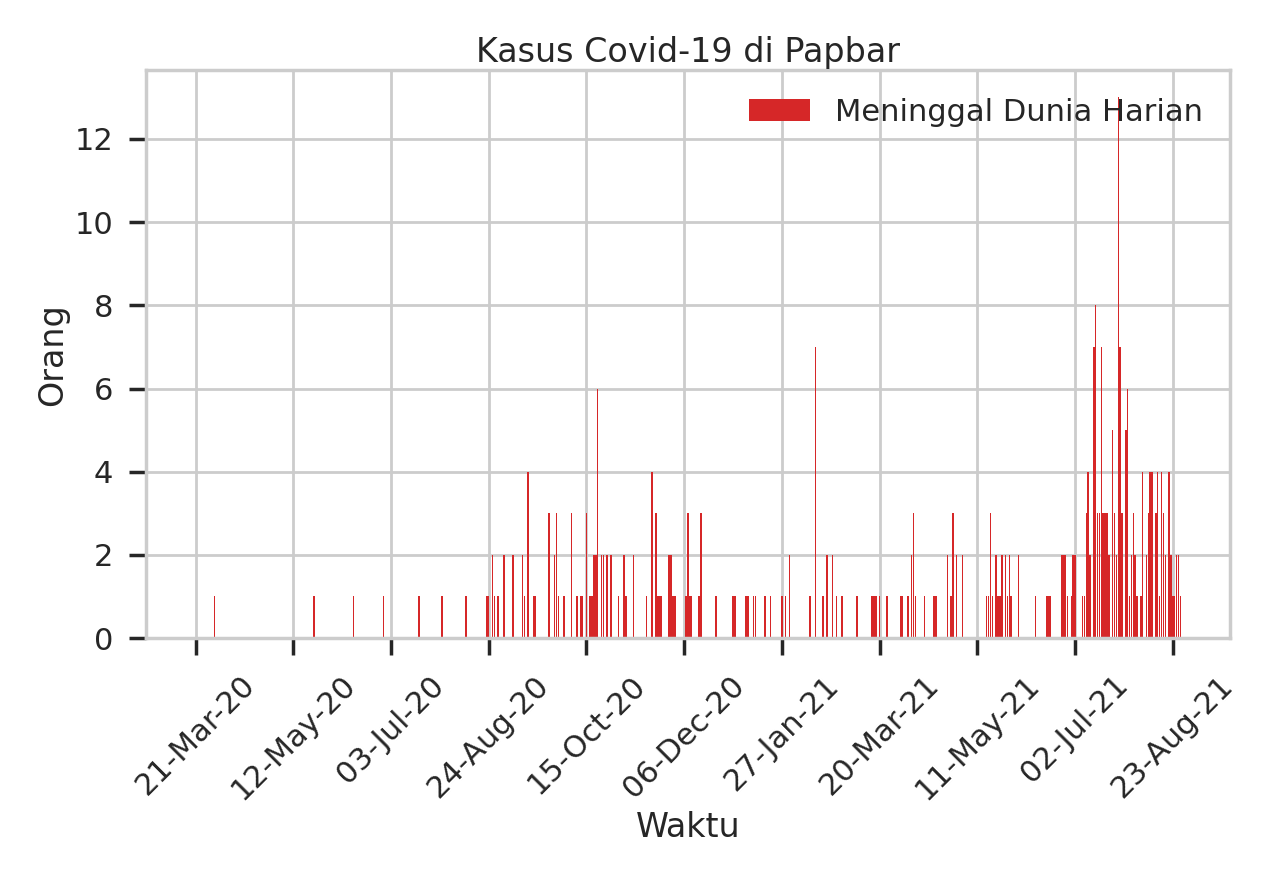 Kasus Covid-19 di Papbar
Meninggal Dunia Harian
Orang
12
10
8
6
4
2
0
21-Mar-20
12-May-20
03-Jul-20
24-Aug-20
15-Oct-20
06-Dec-20
27-Jan-21
20-Mar-21
11-May-21
02-Jul-21
23-Aug-21
Waktu